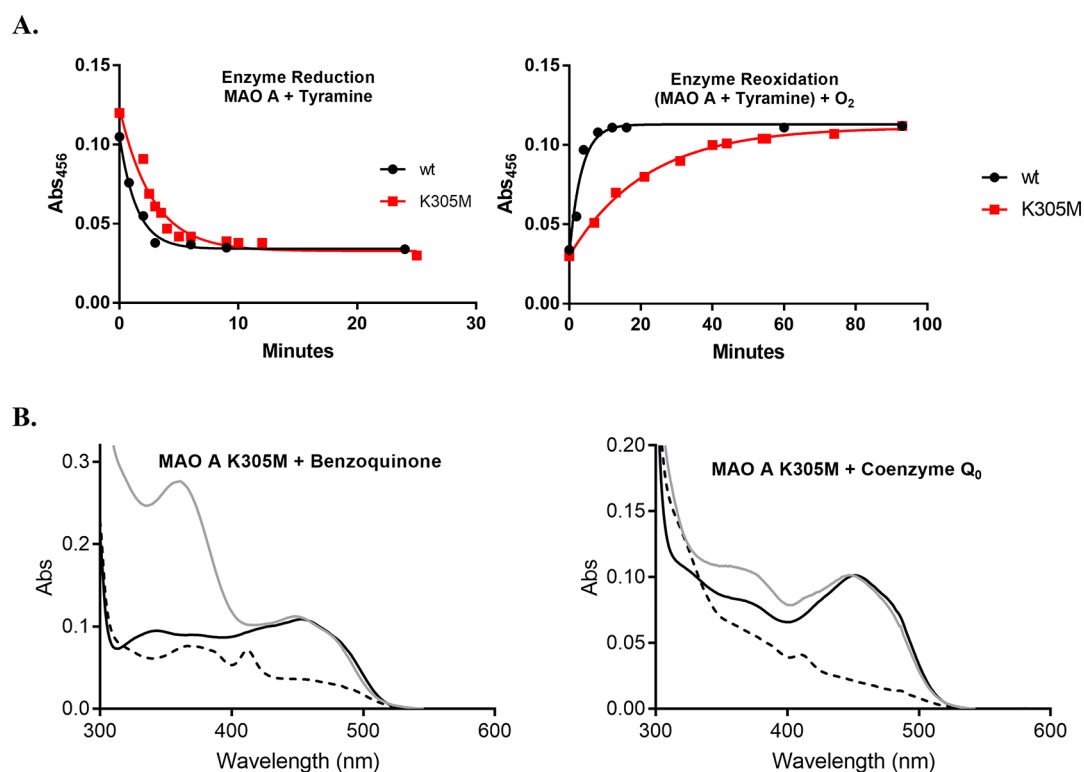 A.
Enzyme Reduction
MAO A + Tyramine
Abs456
0.15
0.10
0.05
0.00
0
10
20
30
Minutes
wt
K305M
Enzyme Reoxidation
(MAO A + Tyramine) + O2
Abs456
0.15
0.10
0.05
0.00
0
20
40
60
80
100
Minutes
wt
K305M
B.
MAO A K305M + Benzoquinone
Abs
0.3
0.2
0.1
0.0
300
400
500
600
Wavelength (nm)
MAO A K305M + Coenzyme Q0
Abs
0.20
0.15
0.10
0.05
0.00
300
400
500
600
Wavelength (nm)